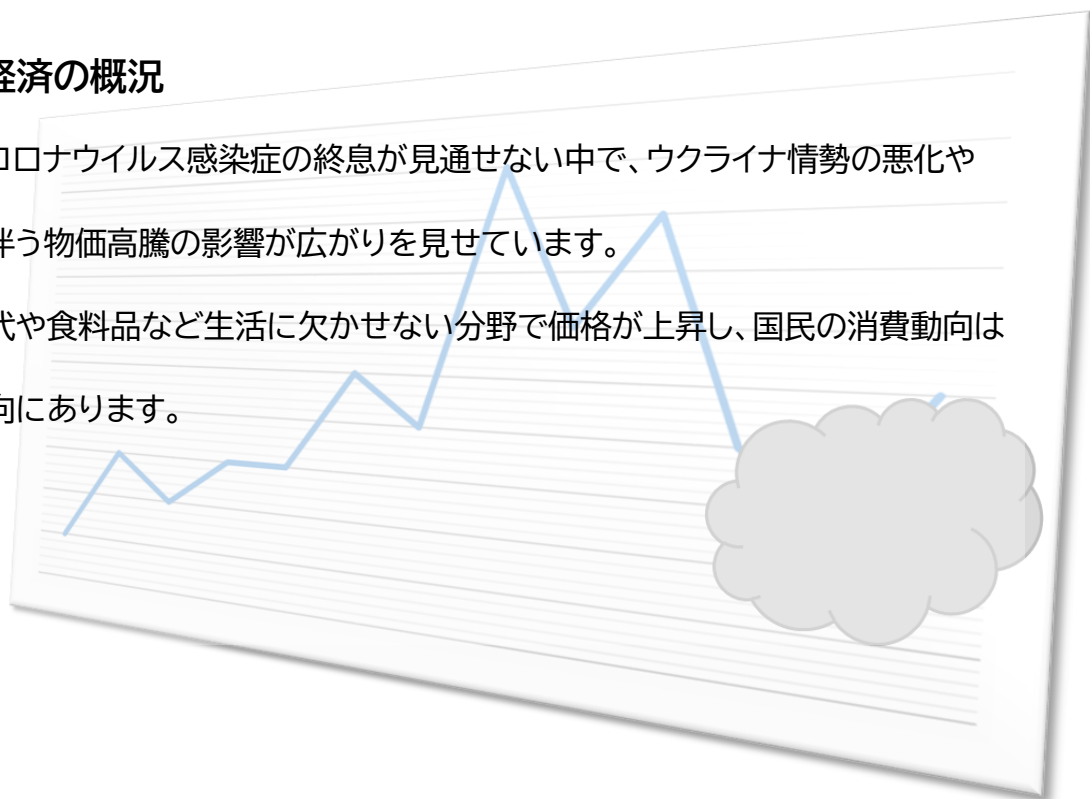 経済の概況
コロナウイルス感染症の終息が見通せない中で、ウクライナ情勢の悪化や
伴う物価高騰の影響が広がりを見せています。
代や食料品など生活に欠かせない分野で価格が上昇し、国民の消費動向は
向にあります。